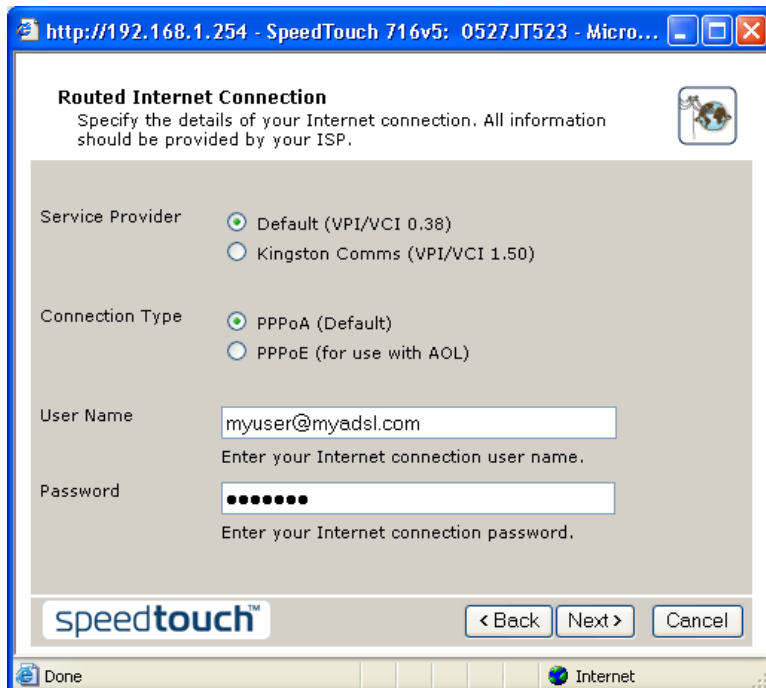 http://192.168.1.254 - SpeedTouch 716v5: 0527JT523 - Micro...
Routed Internet Connection
Specify the details of your Internet connection. All information
should be provided by your ISP.
Service Provider
Default (VPI/VCI 0.38)
Kingston Comms (VPI/VCI 1.50)
Connection Type
PPPoA (Default)
PPPoE (for use with AOL)
User Name
myuser@myadsl.com
Enter your Internet connection user name.
Password
•••••••
Enter your Internet connection password.
speedtouch™
< Back Next > Cancel
Done Internet